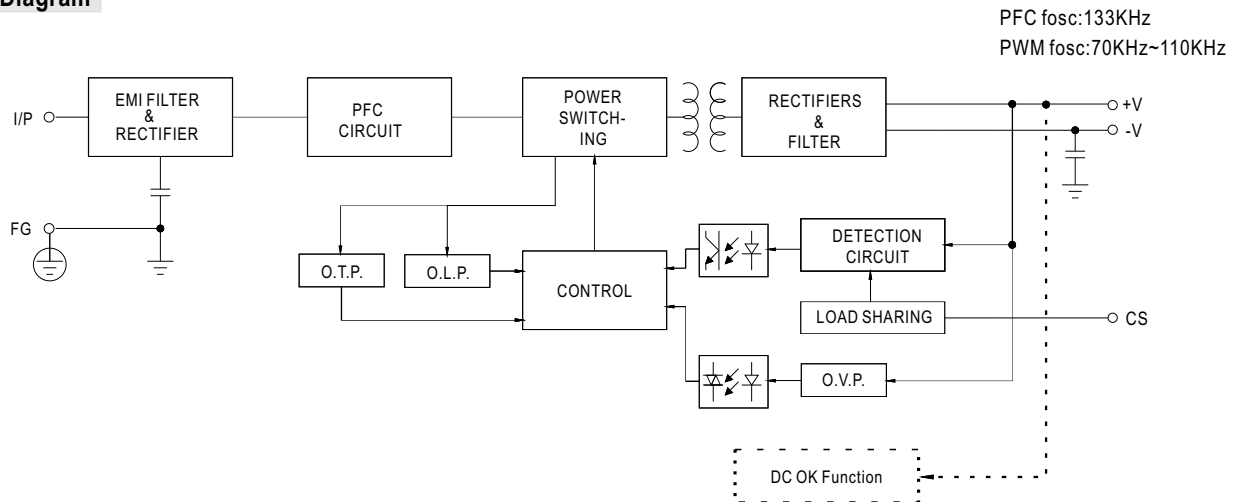 Diagram
PFC fosc:133KHz
PWM fosc:70KHz~110KHz
I/P
EMI FILTER
&
RECTIFIER
PFC
CIRCUIT
POWER
SWITCH-
ING
RECTIFIERS
&
FILTER
+V
-V
FG
O.T.P.
O.L.P.
CONTROL
DETECTION
CIRCUIT
LOAD SHARING
CS
O.V.P.
DC OK Function